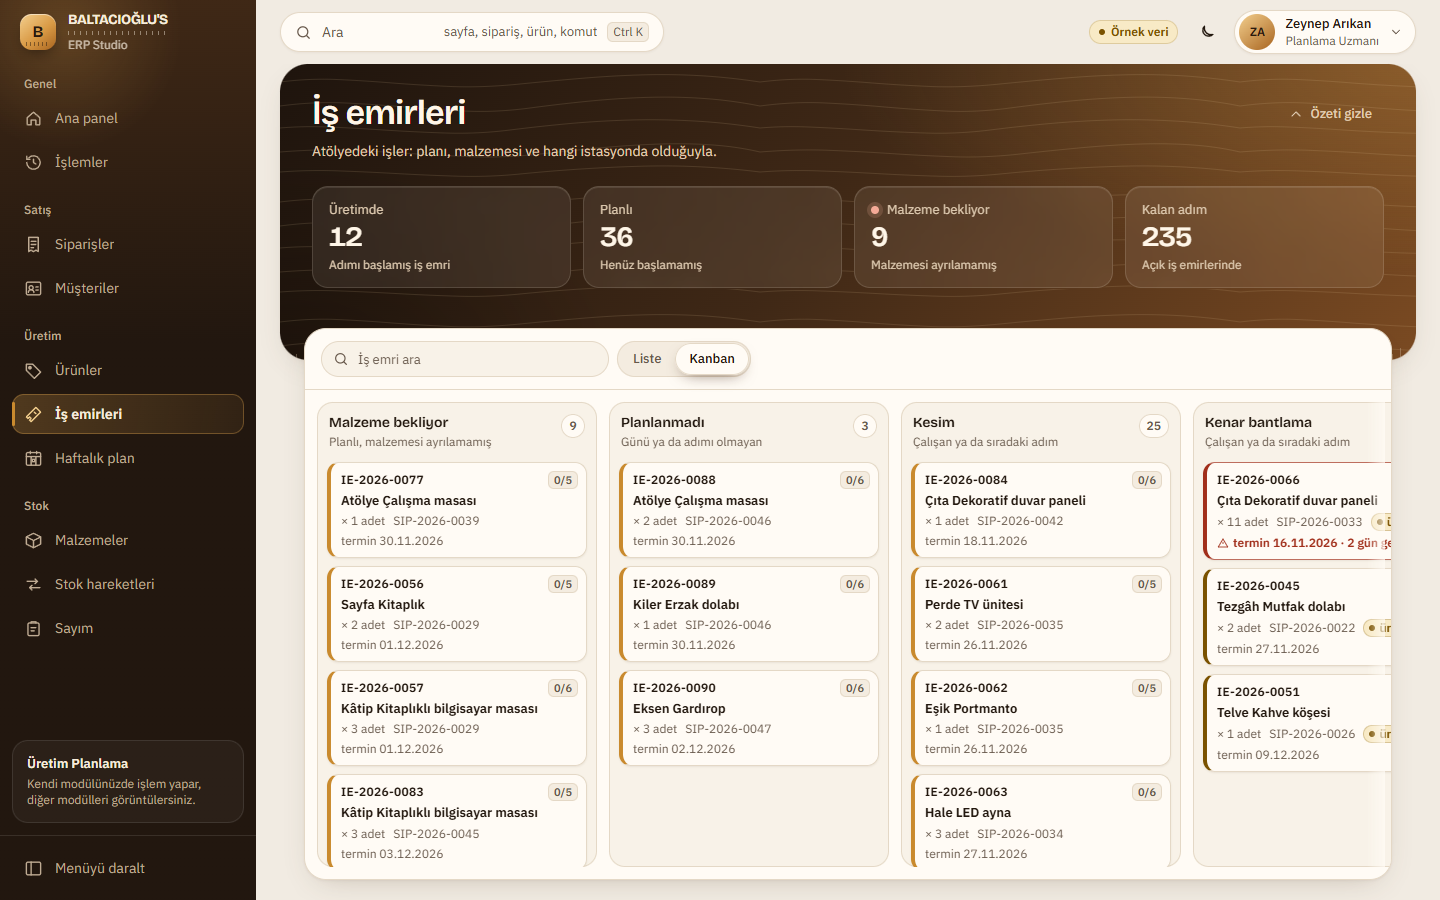 B
BALTACIOĞLU'S
ERP Studio
Genel
Ana panel
İşlemler
Satış
Siparişler
Müşteriler
Üretim
Ürünler
İş emirleri
Haftalık plan
Stok
Malzemeler
Stok hareketleri
Sayım
Üretim Planlama
Kendi modülünüzde işlem yapar,
diğer modülleri görüntülersiniz.
Menüyü daralt
Ara sayfa, sipariş, ürün, komut Ctrl K
Örnek veri
ZA
Zeynep Arıkan
Planlama Uzmanı
İş emirleri
Özeti gizle
Atölyedeki işler: planı, malzemesi ve hangi istasyonda olduğuyla.
Üretimde
12
Adımı başlamış iş emri
Planlı
36
Henüz başlamamış
Malzeme bekliyor
9
Malzemesi ayrılamamış
Kalan adım
235
Açık iş emirlerinde
İş emri ara
Liste
Kanban
Malzeme bekliyor 9
Planlı, malzemesi ayrılamamış
IE-2026-0077 0/5
Atölye Çalışma masası
× 1 adet SIP-2026-0039
termin 30.11.2026
IE-2026-0056 0/5
Sayfa Kitaplık
× 2 adet SIP-2026-0029
termin 01.12.2026
IE-2026-0057 0/6
Kâtip Kitaplıklı bilgisayar masası
× 3 adet SIP-2026-0029
termin 01.12.2026
IE-2026-0083 0/5
Kâtip Kitaplıklı bilgisayar masası
× 3 adet SIP-2026-0045
termin 03.12.2026
Planlanmadı 3
Günü ya da adımı olmayan
IE-2026-0088 0/6
Atölye Çalışma masası
× 2 adet SIP-2026-0046
termin 30.11.2026
IE-2026-0089 0/6
Kiler Erzak dolabı
× 1 adet SIP-2026-0046
termin 30.11.2026
IE-2026-0090 0/6
Eksen Gardırop
× 3 adet SIP-2026-0047
termin 02.12.2026
Kesim 25
Çalışan ya da sıradaki adım
IE-2026-0084 0/6
Çıta Dekoratif duvar paneli
× 1 adet SIP-2026-0042
termin 18.11.2026
IE-2026-0061 0/5
Perde TV ünitesi
× 2 adet SIP-2026-0035
termin 26.11.2026
IE-2026-0062 0/5
Eşik Portmanto
× 1 adet SIP-2026-0035
termin 26.11.2026
IE-2026-0063 0/6
Hale LED ayna
× 3 adet SIP-2026-0034
termin 27.11.2026
Kenar bantlama
Çalışan ya da sıradaki adım
IE-2026-0066
Çıta Dekoratif duvar paneli
× 11 adet SIP-2026-0033
termin 16.11.2026 · 2 gün ge
IE-2026-0045
Tezgâh Mutfak dolabı
× 2 adet SIP-2026-0022
termin 27.11.2026
IE-2026-0051
Telve Kahve köşesi
× 1 adet SIP-2026-0026
termin 09.12.2026